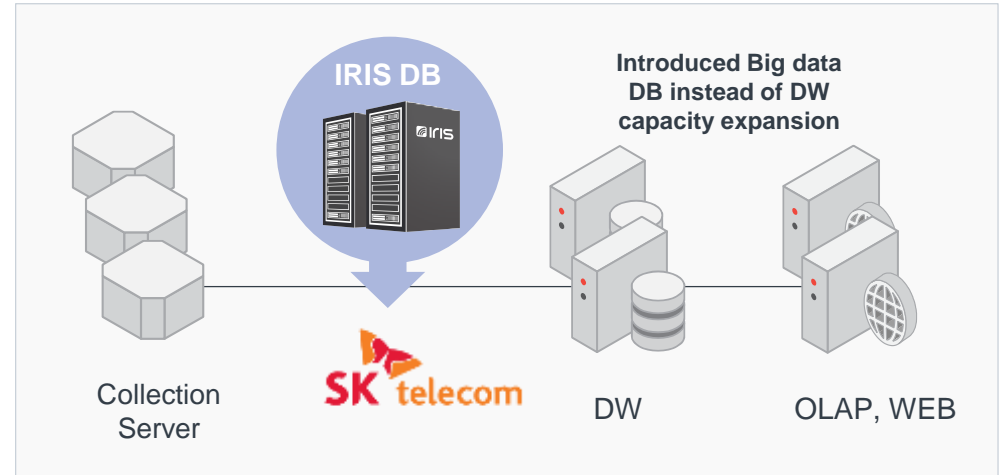 IRIS DB
IRIS
Introduced Big data
DB instead of DW
capacity expansion
SK telecom
Collection
Server
DW
OLAP, WEB